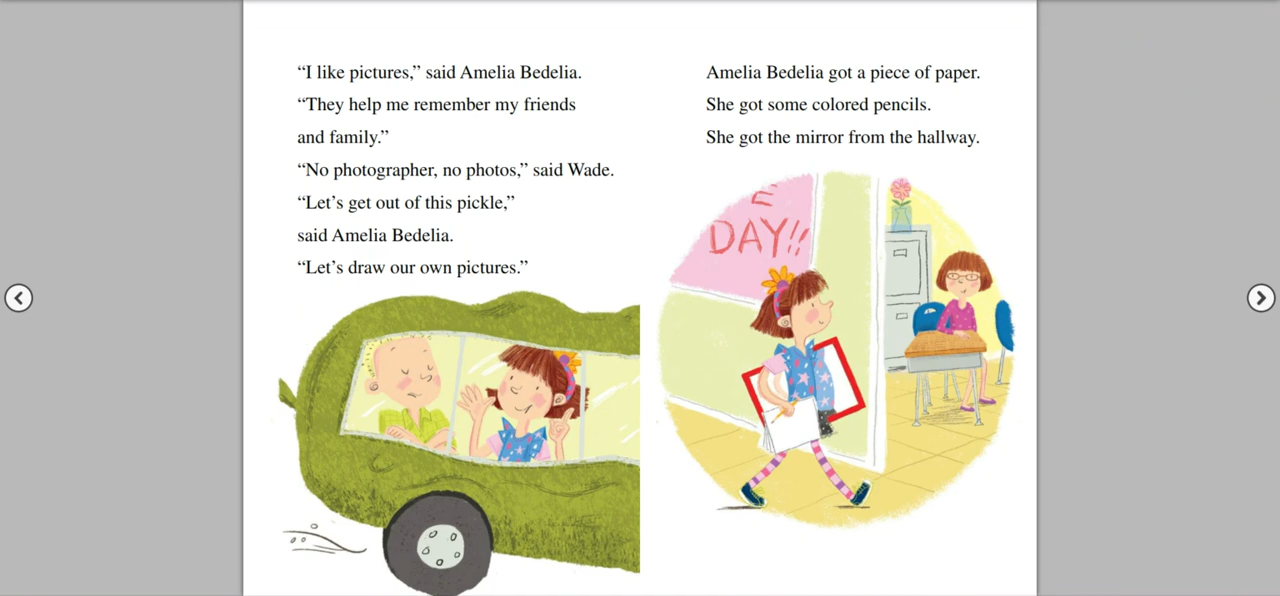 “I like pictures,” said Amelia Bedelia.
“They help me remember my friends
and family.”
“No photographer, no photos,” said Wade.
“Let’s get out of this pickle,”
said Amelia Bedelia.
“Let’s draw our own pictures.”
Amelia Bedelia got a piece of paper.
She got some colored pencils.
She got the mirror from the hallway.
E
DAY!!